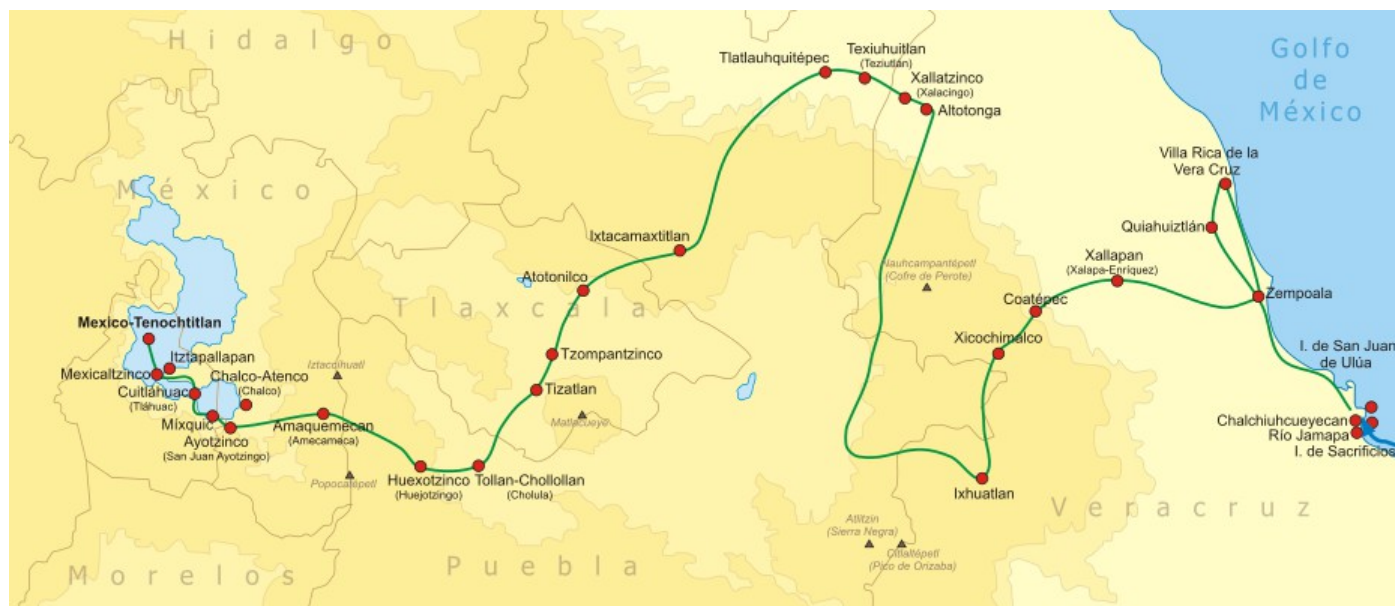 Hidalgo
México
Tlaxcala
Morelos
Puebla
Veracruz
Golfo
de
México
Tlatlauhquitépec
Texiuhuitlan
(Teziutlán)
Xallatzinco
(Xalacingo)
Altotonga
Villa Rica de la
Vera Cruz
Quiahuiztlán
Xallapan
(Xalapa-Enríquez)
Zempoala
Coatépec
Xicochimalco
I. de San Juan
de Ulúa
Chalchiuhcueyecan
Río Jamapa
I. de Sacrificios
Ixhuatlan
Nauhcampantépetl
(Cofre de Perote)
Atlitzin
(Sierra Negra)
Citlaltépetl
(Pico de Orizaba)
Ixtacamaxtitlan
Atotonilco
Tzompantzinco
Tizatlan
Matlacueye
Tollan-Chollollan
(Cholula)
Huexotzinco
(Huejotzingo)
Iztaccihuatl
Popocatépetl
Amaquemecan
(Amecameca)
Mexico-Tenochtitlan
Itztapallapan
Mexicaltzinco
Chalco-Atenco
(Chalco)
Cuitláhuac
(Tláhuac)
Míxquic
Ayotzinco
(San Juan Ayotzingo)